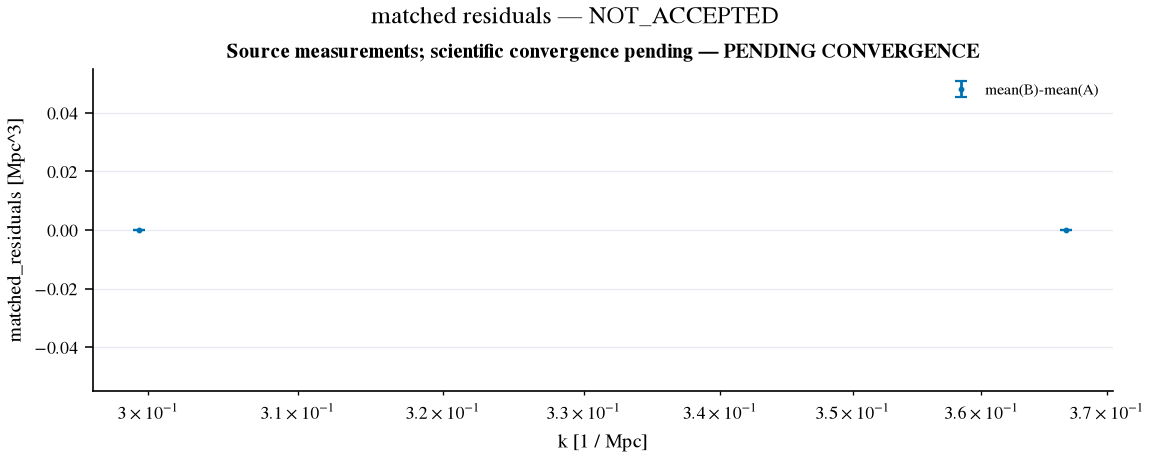 matched residuals — NOT_ACCEPTED
Source measurements; scientific convergence pending — PENDING CONVERGENCE
mean(B)-mean(A)
matched_residuals [Mpc^3]
0.04
0.02
0.00
−0.02
−0.04
3 × 10⁻¹
3.1 × 10⁻¹
3.2 × 10⁻¹
3.3 × 10⁻¹
3.4 × 10⁻¹
3.5 × 10⁻¹
3.6 × 10⁻¹
3.7 × 10⁻¹
k [1 / Mpc]